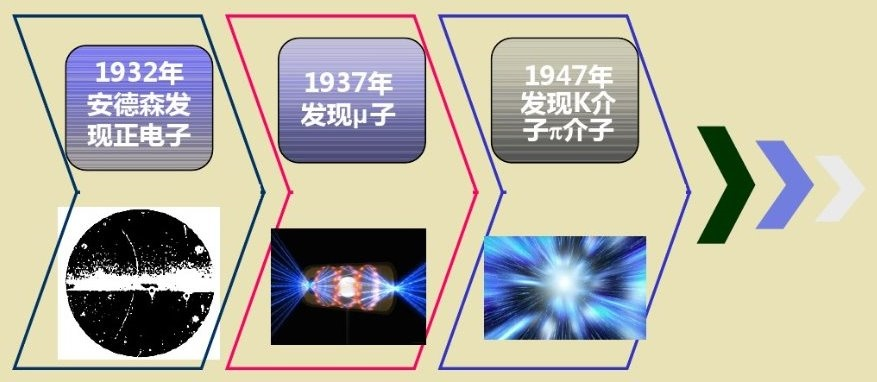 1932年
安德森发
现正电子
1937年
发现μ子
1947年
发现K介
子π介子